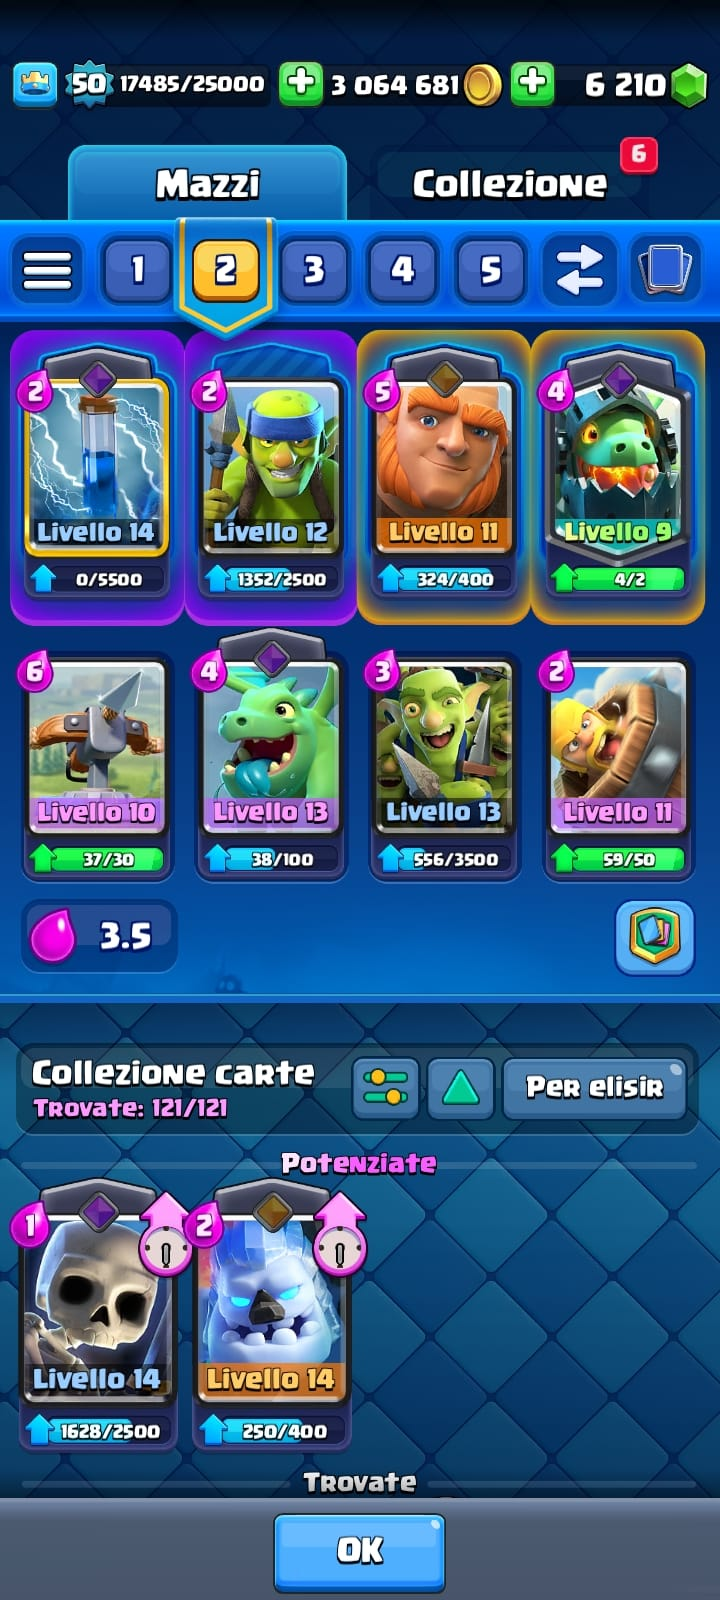 50 17485/25000 3 064 681 6 210
Mazzi Collezione 6
1 2 3 4 5
2 2 5 4
Livello 14 Livello 12 Livello 11 Livello 9
0/5500 1352/2500 324/400 4/2
6 4 3 2
Livello 10 Livello 13 Livello 13 Livello 11
37/30 38/100 556/3500 59/50
3.5
Collezione carte
Trovate: 121/121
Per elisir
Potenziate
1 2
Livello 14 Livello 14
1628/2500 250/400
Trovate
OK